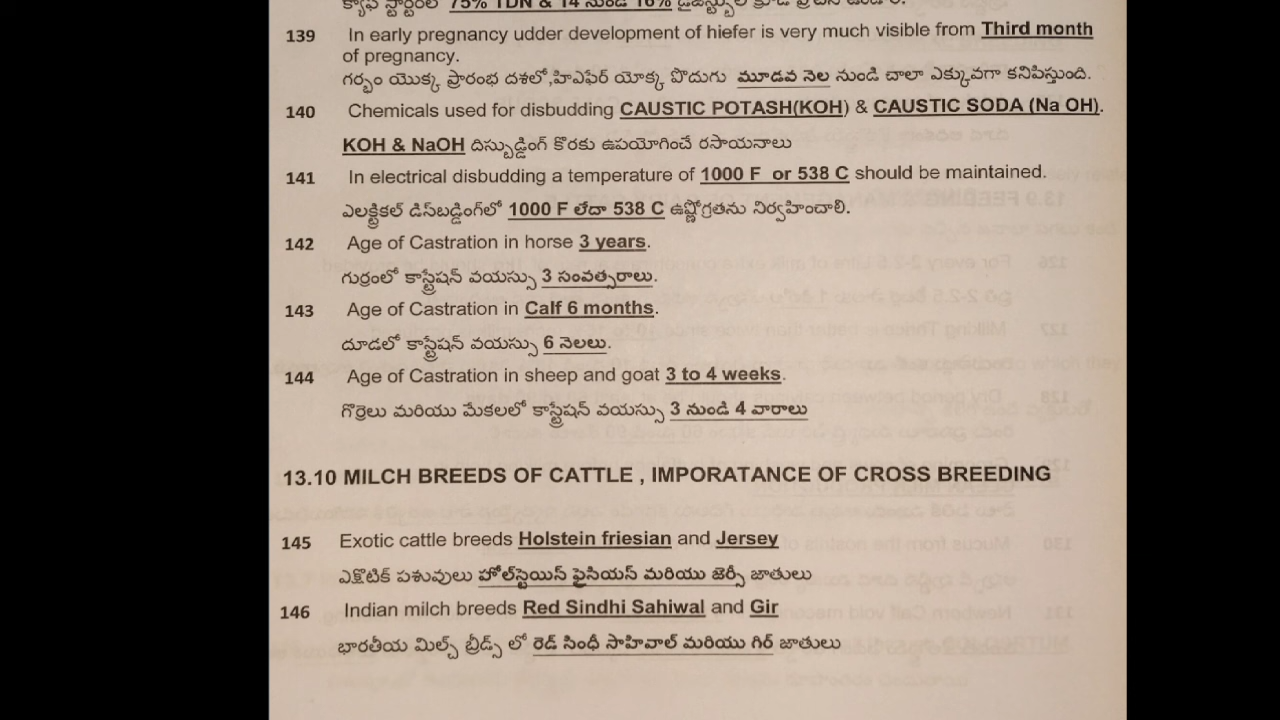 క్యాఫ్ స్టార్టర్‌లో 75% TDN & 14 నుండి 16%
139 In early pregnancy udder development of hiefer is very much visible from Third month
of pregnancy.
గర్భం యొక్క ప్రారంభ దశలో,హిఎఫేర్ యోక్క పొదుగు మూడవ నెల నుండి చాలా ఎక్కువగా కనిపిస్తుంది.
140 Chemicals used for disbudding CAUSTIC POTASH(KOH) & CAUSTIC SODA (Na OH).
KOH & NaOH దిస్బుడ్డింగ్ కొరకు ఉపయోగించే రసాయనాలు
141 In electrical disbudding a temperature of 1000 F or 538 C should be maintained.
ఎలక్ట్రికల్ డిస్‌బడ్డింగ్‌లో 1000 F లేదా 538 C ఉష్ణోగ్రతను నిర్వహించాలి.
142 Age of Castration in horse 3 years.
గుర్రంలో కాస్ట్రేషన్ వయస్సు 3 సంవత్సరాలు.
143 Age of Castration in Calf 6 months.
దూడలో కాస్ట్రేషన్ వయస్సు 6 నెలలు.
144 Age of Castration in sheep and goat 3 to 4 weeks.
గొర్రెలు మరియు మేకలలో కాస్ట్రేషన్ వయస్సు 3 నుండి 4 వారాలు
13.10 MILCH BREEDS OF CATTLE , IMPORATANCE OF CROSS BREEDING
145 Exotic cattle breeds Holstein friesian and Jersey
ఎక్షొటిక్ పశువులు హోల్‌స్టెయిన్ ఫ్రైసియన్ మరియు జెర్సీ జాతులు
146 Indian milch breeds Red Sindhi Sahiwal and Gir
భారతీయ మిల్చ్ బ్రీడ్స్ లో రెడ్ సింధీ సాహివాల్ మరియు గిర్ జాతులు